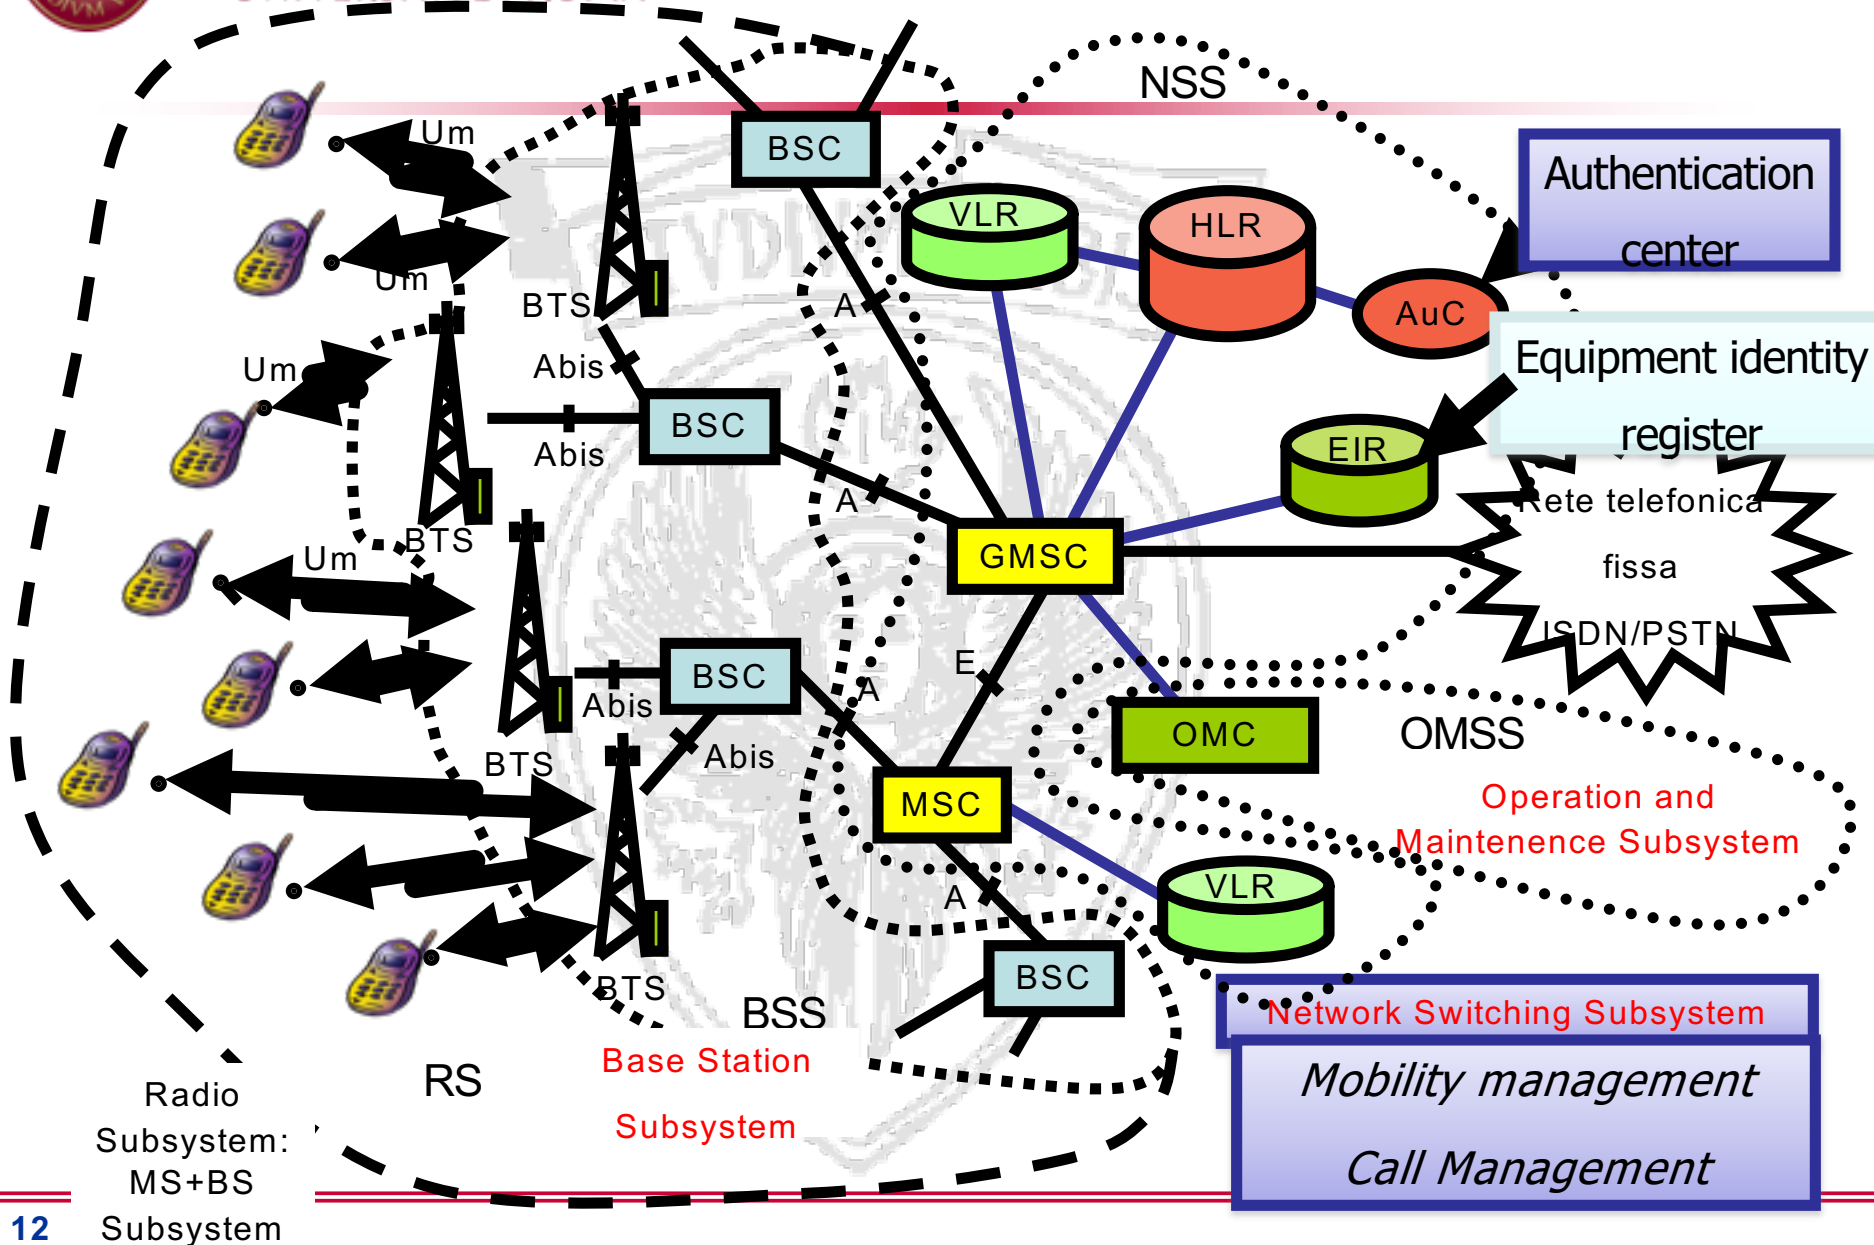 NSS
Um
BSC
Authentication
center
VLR
HLR
Um
BTS
A
AuC
Abis
Um
Equipment identity
register
BSC
EIR
Abis
A
Rete telefonica
fissa
ISDN/PSTN
BTS
Um
GMSC
E
BSC
A
Abis
OMC
OMSS
BTS
Abis
Operation and
Maintenence Subsystem
MSC
VLR
A
BSC
BTS
BSS
Base Station
Subsystem
Network Switching Subsystem
Mobility management
Call Management
RS
Radio
Subsystem:
MS+BS
Subsystem
12